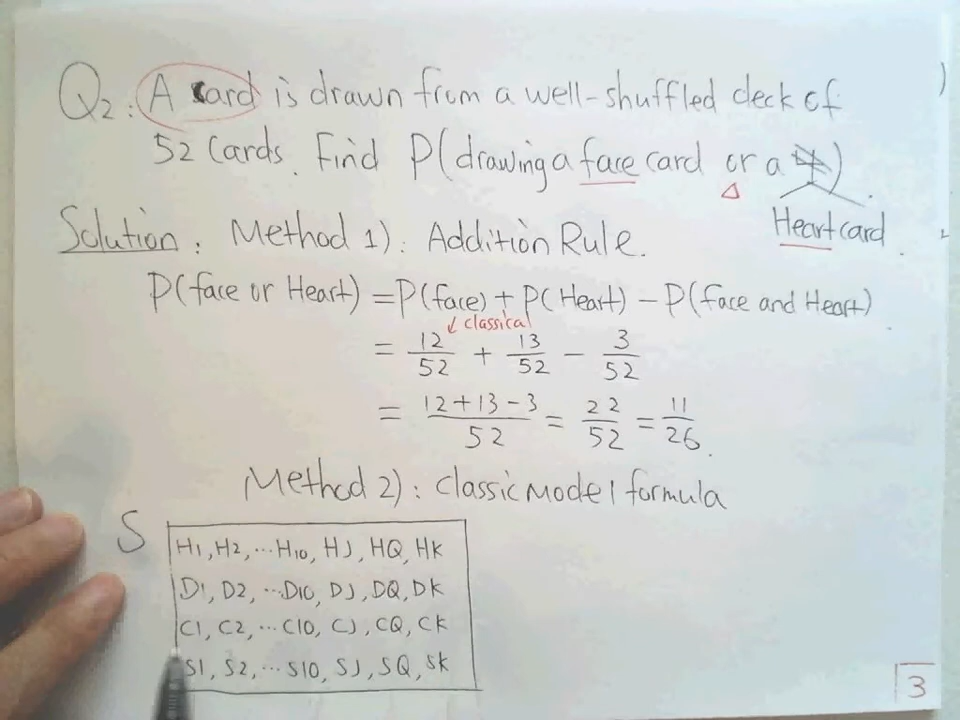 Q2: A card is drawn from a well-shuffled deck of
52 Cards. Find P(drawing a face card or a 4).
Heart card.
Solution: Method 1): Addition Rule.
P(face or Heart) = P(face) + P(Heart) - P(face and Heart)
classical
= 12/52 + 13/52 - 3/52
= 12+13-3/52 = 22/52 = 11/26.
Method 2): Classic Model formula
S
H1, H2, ...H10, HJ, HQ, HK
D1, D2, ...D10, DJ, DQ, DK
C1, C2, ...C10, CJ, CQ, CK
S1, S2, ...S10, SJ, SQ, SK
3